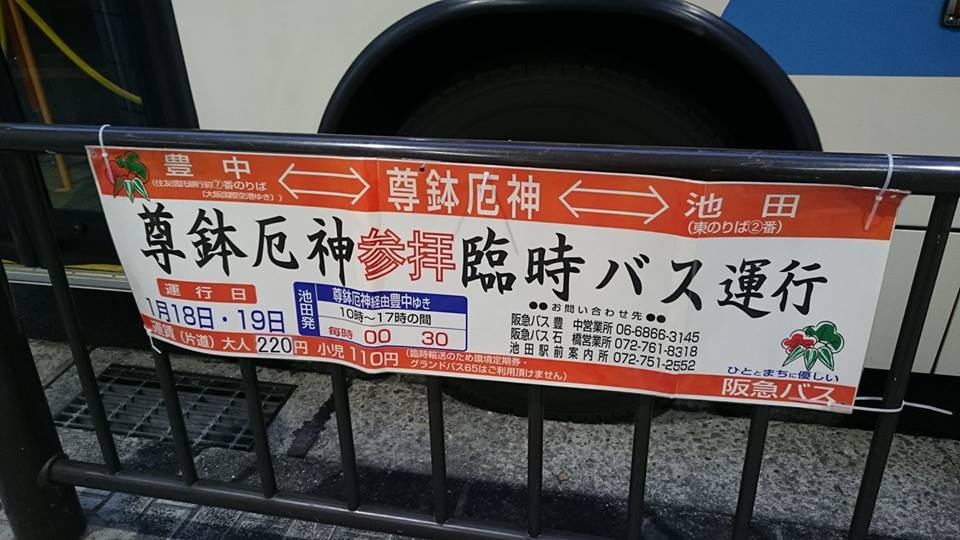 豊中 ⟺ 尊鉢厄神 ⟺ 池田
(住友信託銀行前⑦番のりば
(大阪国際空港ゆき))
(東のりば②番)
尊鉢厄神参拝臨時バス運行
運行日
1月18日・19日
池田発
尊鉢厄神経由豊中ゆき
10時〜17時の間
毎時 00 30
運賃 (片道) 大人 220円 小児 110円
(臨時輸送のため環境定期券・
グランドパス65はご利用頂けません)
お問い合わせ先
阪急バス 豊中営業所 06-6866-3145
阪急バス 石橋営業所 072-761-8318
池田駅前案内所 072-751-2552
ひととまちに優しい
阪急バス